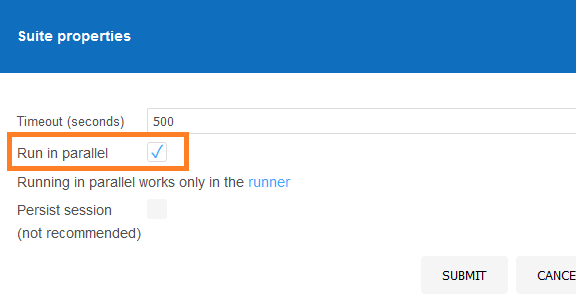 Suite properties
Timeout (seconds) 500
Run in parallel
Running in parallel works only in the runner
Persist session
(not recommended)
SUBMIT CANCE